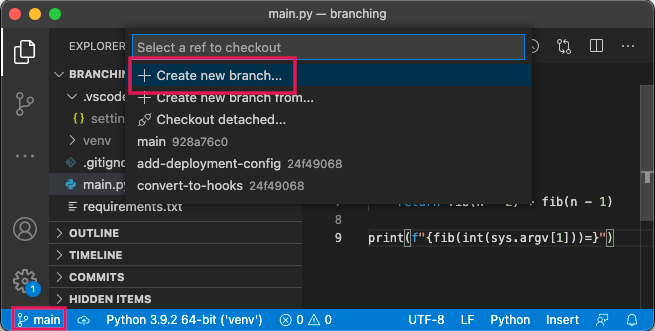 main.py — branching
EXPLORER
Select a ref to checkout
BRANCHIN
Create new branch...
.vscode
Create new branch from...
{} settin
Checkout detached...
venv
main 928a76c0
.gitigno
add-deployment-config 24f49068
main.py
convert-to-hooks 24f49068
requirements.txt
7 return fib(n - 2) + fib(n - 1)
8
OUTLINE
9 print(f"{fib(int(sys.argv[1]))=}")
TIMELINE
COMMITS
HIDDEN ITEMS
1
main Python 3.9.2 64-bit ('venv') 0 0 UTF-8 LF Python Insert